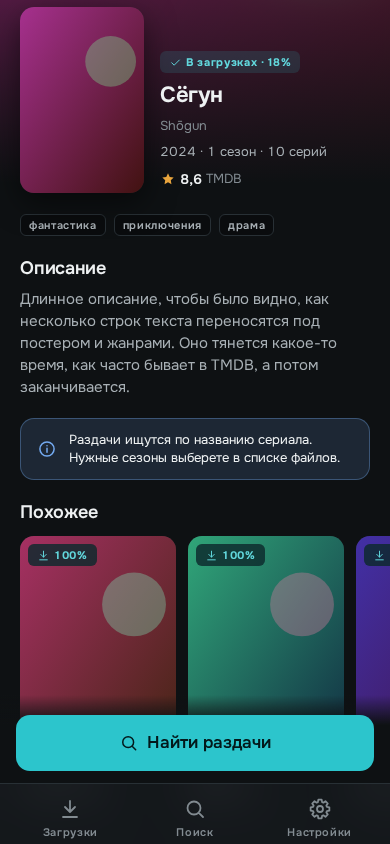 В загрузках · 18%
Сёгун
Shōgun
2024 · 1 сезон · 10 серий
8,6 TMDB
фантастика
приключения
драма
Описание
Длинное описание, чтобы было видно, как
несколько строк текста переносятся под
постером и жанрами. Оно тянется какое-то
время, как часто бывает в TMDB, а потом
заканчивается.
Раздачи ищутся по названию сериала.
Нужные сезоны выберете в списке файлов.
Похожее
100%
100%
Найти раздачи
Загрузки
Поиск
Настройки